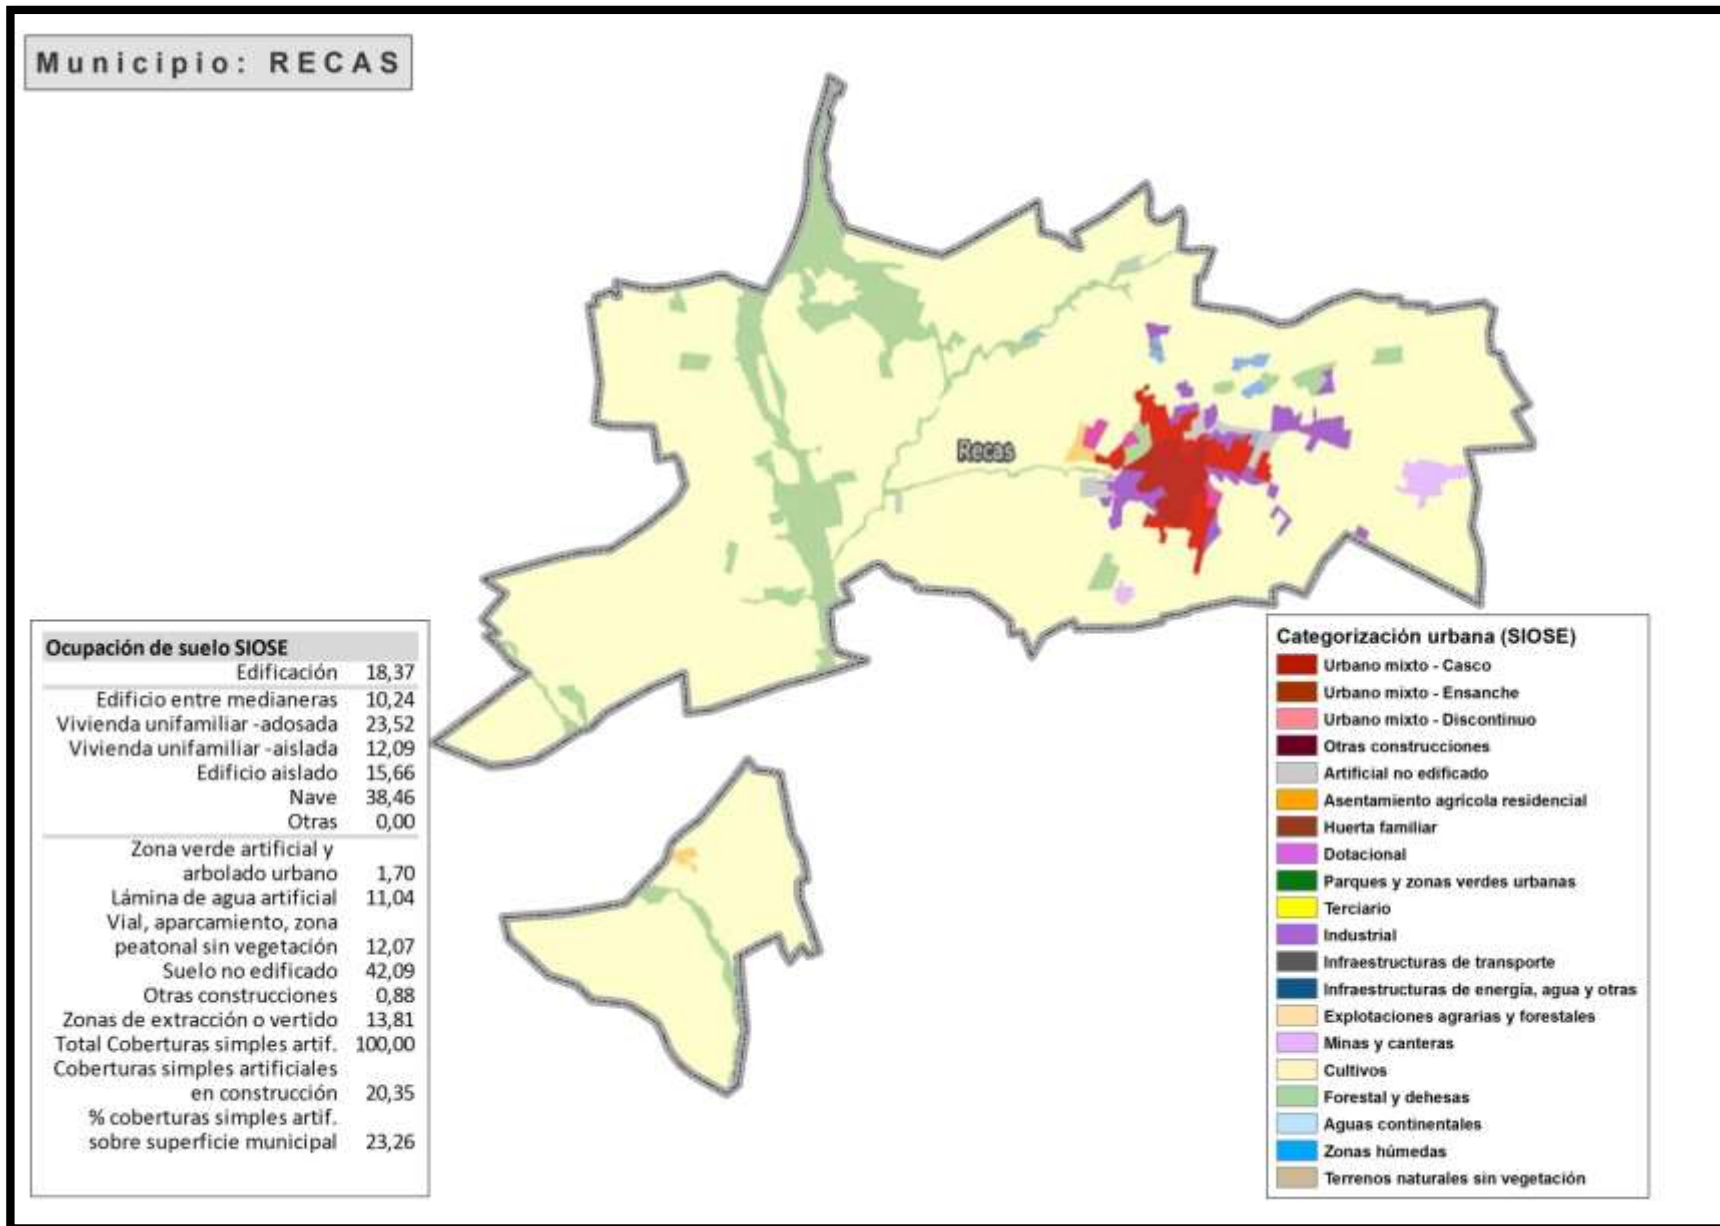 Municipio: RECAS
Recas
Ocupación de suelo SIOSE
Edificación 18,37
Edificio entre medianeras 10,24
Vivienda unifamiliar -adosada 23,52
Vivienda unifamiliar -aislada 12,09
Edificio aislado 15,66
Nave 38,46
Otras 0,00
Zona verde artificial y
arbolado urbano 1,70
Lámina de agua artificial 11,04
Vial, aparcamiento, zona
peatonal sin vegetación 12,07
Suelo no edificado 42,09
Otras construcciones 0,88
Zonas de extracción o vertido 13,81
Total Coberturas simples artif. 100,00
Coberturas simples artificiales
en construcción 20,35
% coberturas simples artif.
sobre superficie municipal 23,26
Categorización urbana (SIOSE)
Urbano mixto - Casco
Urbano mixto - Ensanche
Urbano mixto - Discontinuo
Otras construcciones
Artificial no edificado
Asentamiento agrícola residencial
Huerta familiar
Dotacional
Parques y zonas verdes urbanas
Terciario
Industrial
Infraestructuras de transporte
Infraestructuras de energía, agua y otras
Explotaciones agrarias y forestales
Minas y canteras
Cultivos
Forestal y dehesas
Aguas continentales
Zonas húmedas
Terrenos naturales sin vegetación